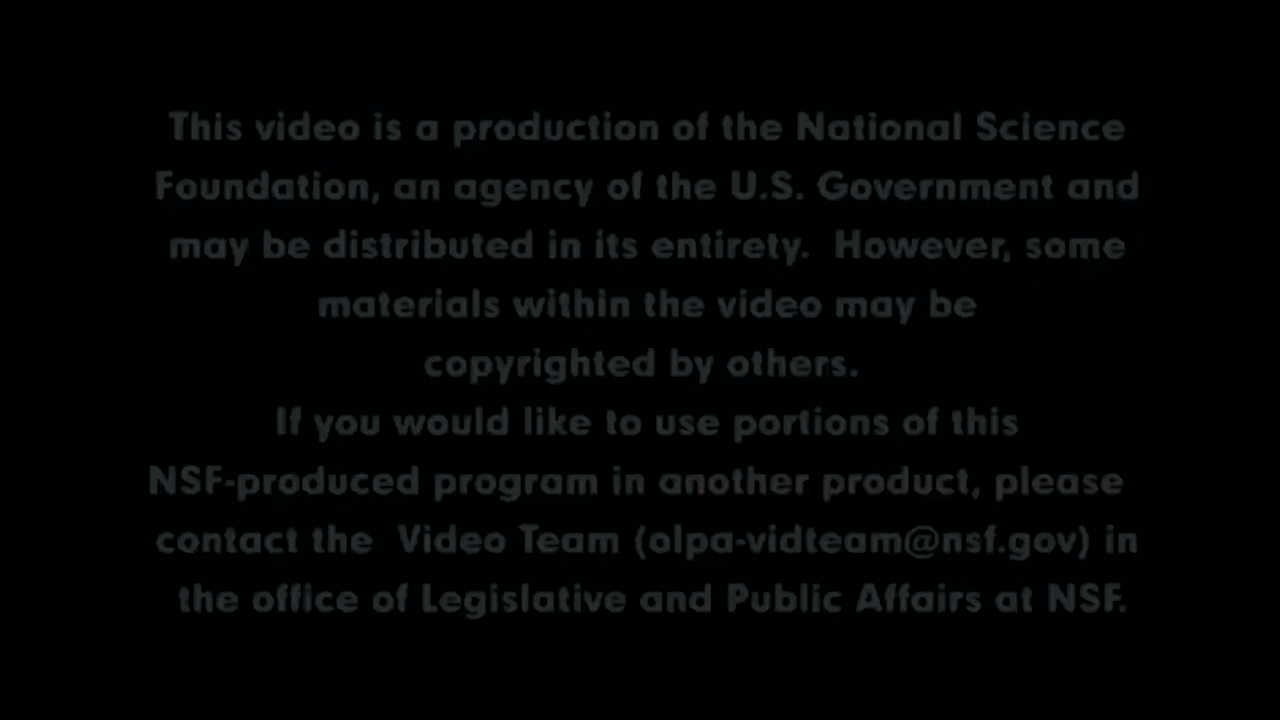 This video is a production of the National Science
Foundation, an agency of the U.S. Government and
may be distributed in its entirety.  However, some
materials within the video may be
copyrighted by others.
If you would like to use portions of this
NSF-produced program in another product, please
contact the  Video Team (olpa-vidteam@nsf.gov) in
the office of Legislative and Public Affairs at NSF.